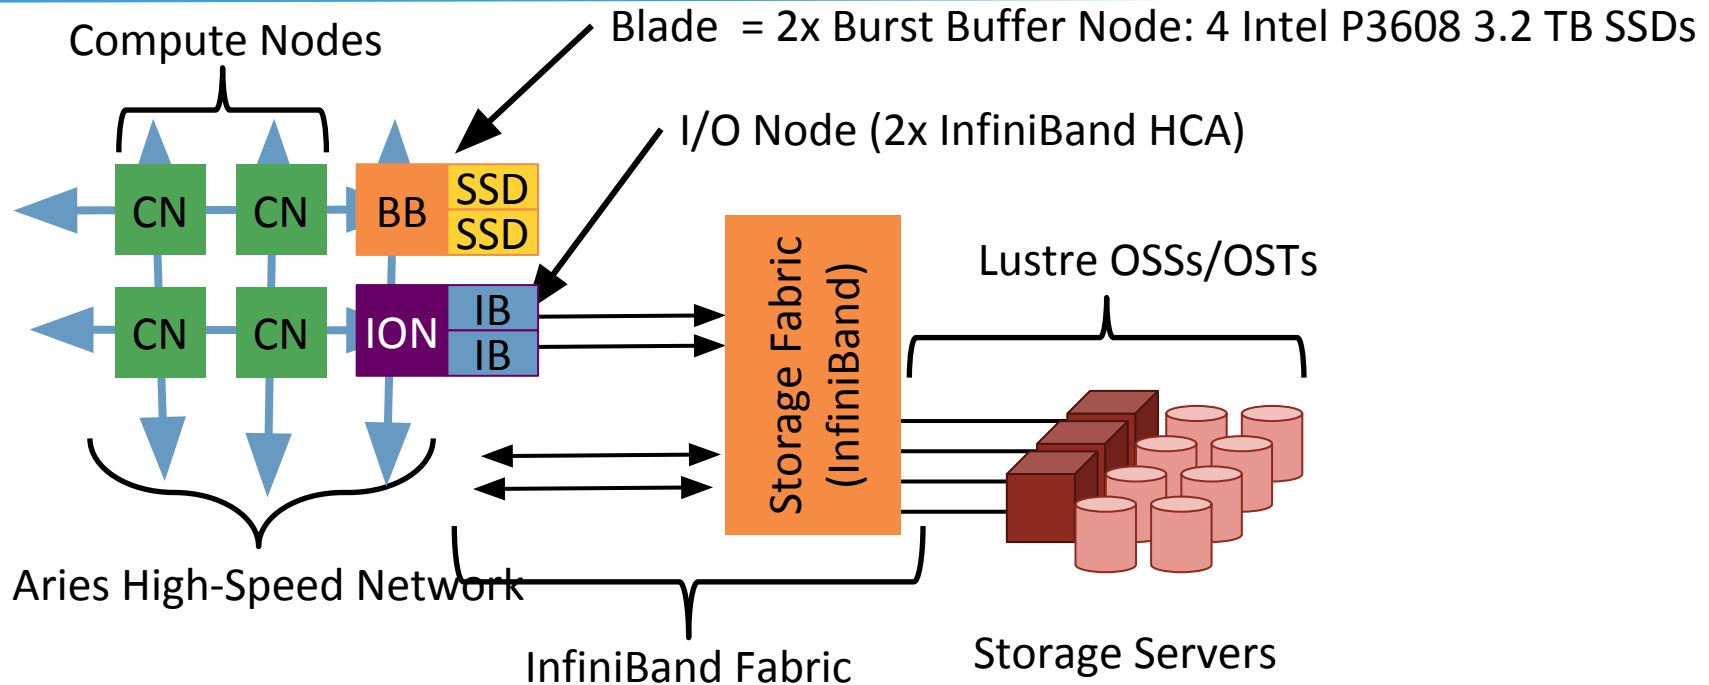 Blade  = 2x Burst Buffer Node: 4 Intel P3608 3.2 TB SSDs
Compute Nodes
I/O Node (2x InfiniBand HCA)
CN
CN
BB
SSD
SSD
CN
CN
ION
IB
IB
Storage Fabric
(InfiniBand)
Lustre OSSs/OSTs
Aries High-Speed Network
InfiniBand Fabric
Storage Servers